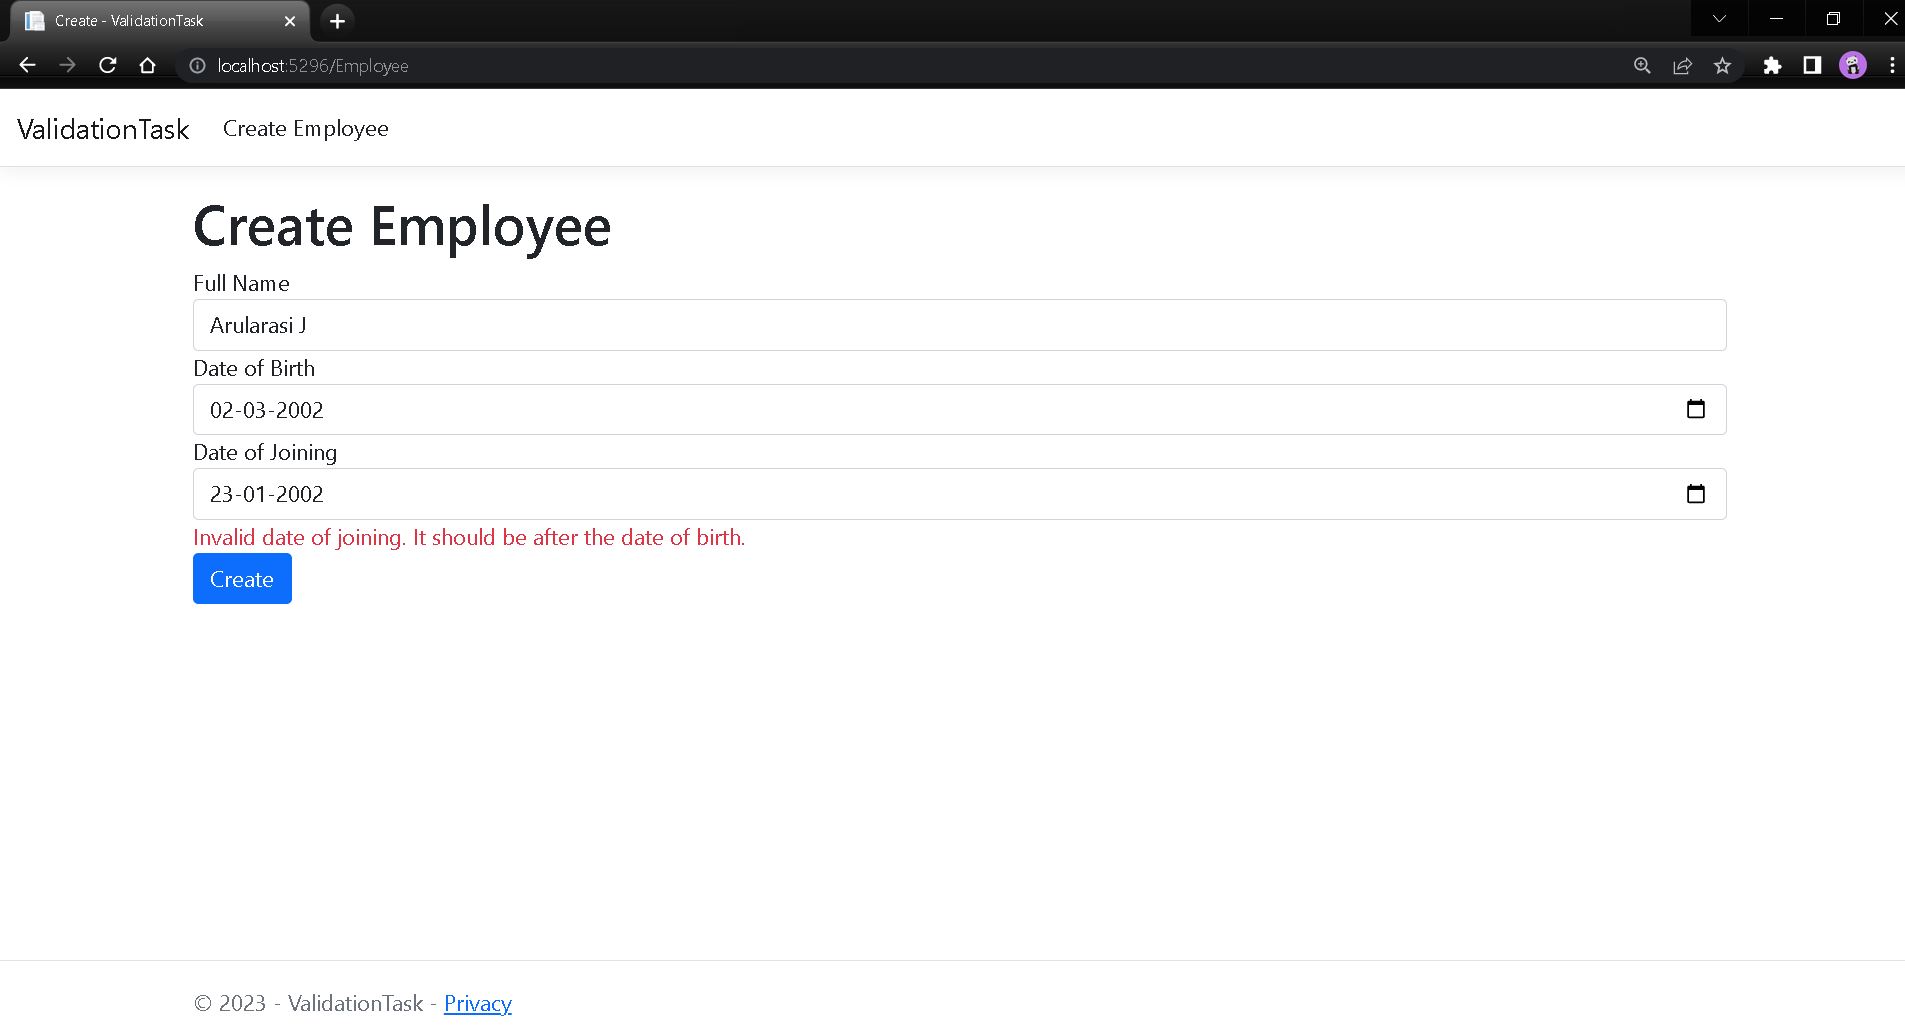 Create - ValidationTask
localhost:5296/Employee
ValidationTask Create Employee
Create Employee
Full Name
Arularasi J
Date of Birth
02-03-2002
Date of Joining
23-01-2002
Invalid date of joining. It should be after the date of birth.
Create
© 2023 - ValidationTask - Privacy